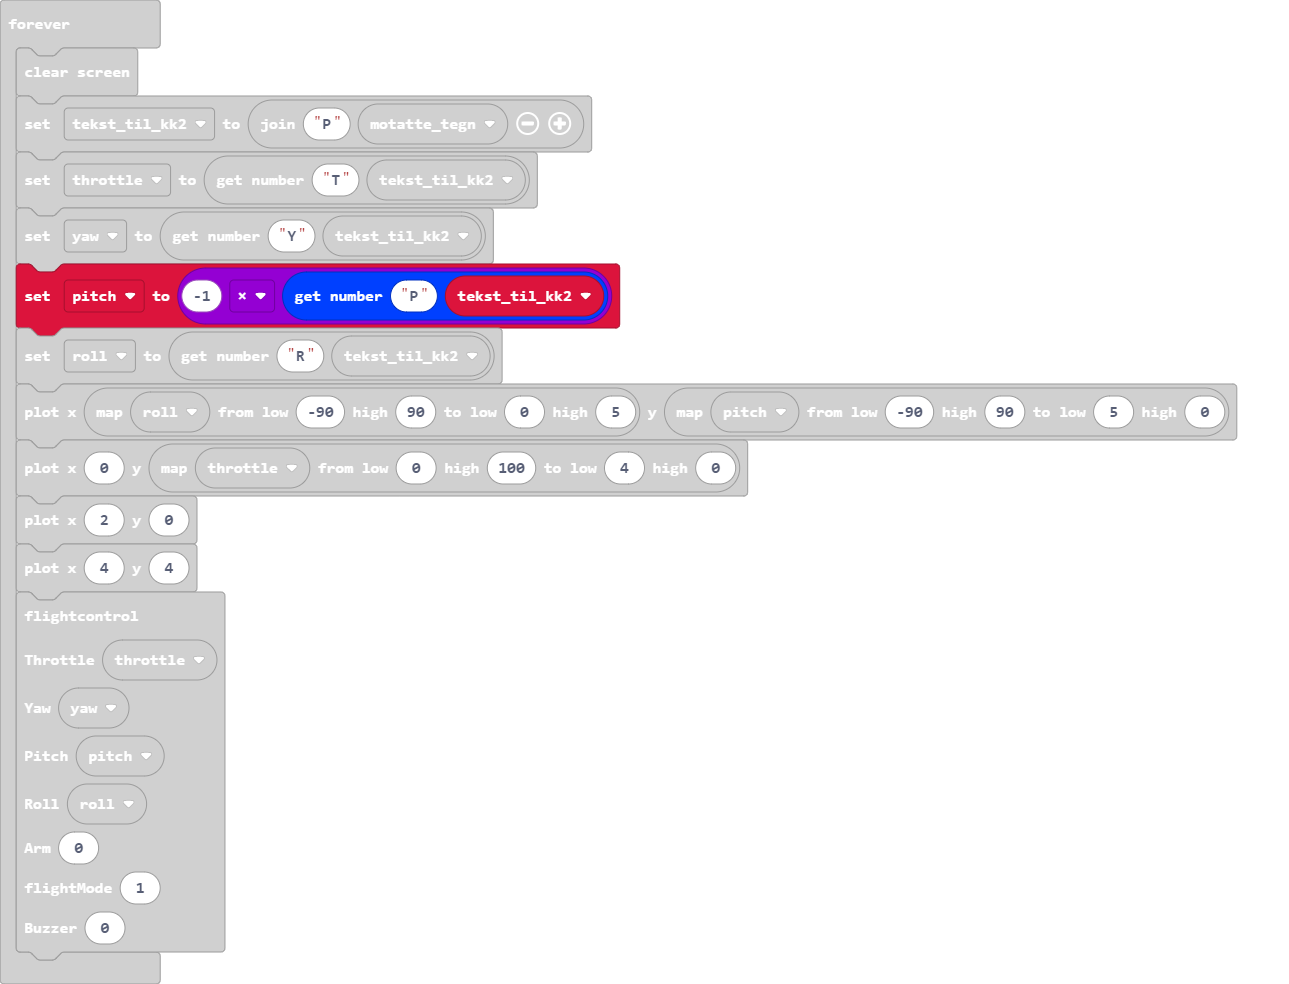 forever
clear screen
set tekst_til_kk2 to join "P" motatte_tegn
set throttle to get number "T" tekst_til_kk2
set yaw to get number "Y" tekst_til_kk2
set pitch to -1 × get number "P" tekst_til_kk2
set roll to get number "R" tekst_til_kk2
plot x map roll from low -90 high 90 to low 0 high 5 y map pitch from low -90 high 90 to low 5 high 0
plot x 0 y map throttle from low 0 high 100 to low 4 high 0
plot x 2 y 0
plot x 4 y 4
flightcontrol
Throttle throttle
Yaw yaw
Pitch pitch
Roll roll
Arm 0
flightMode 1
Buzzer 0